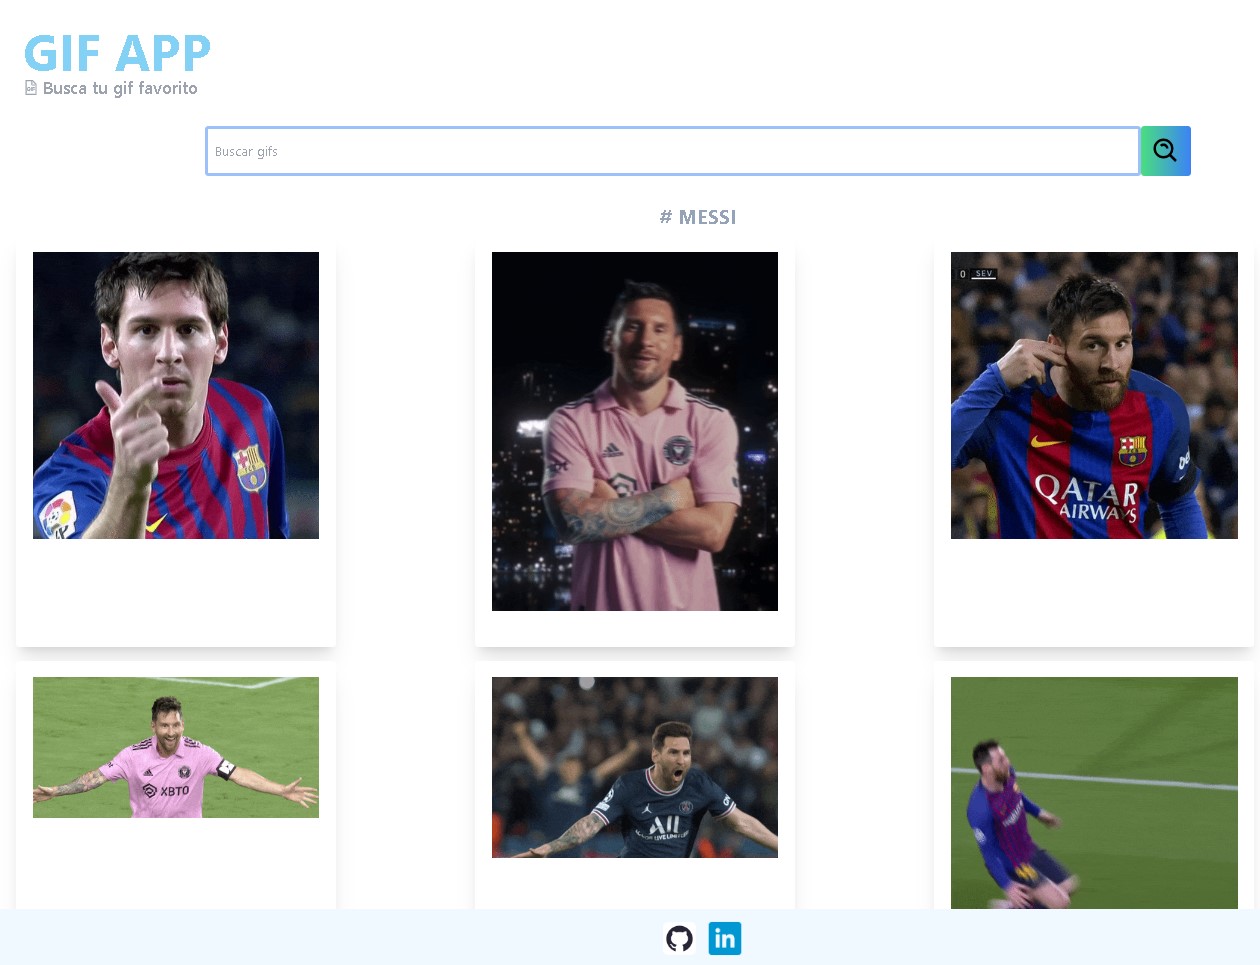 GIF APP
Busca tu gif favorito
Buscar gifs
# MESSI
0 SEV
QATAR
AIRWAYS
XBTO
ALL
in